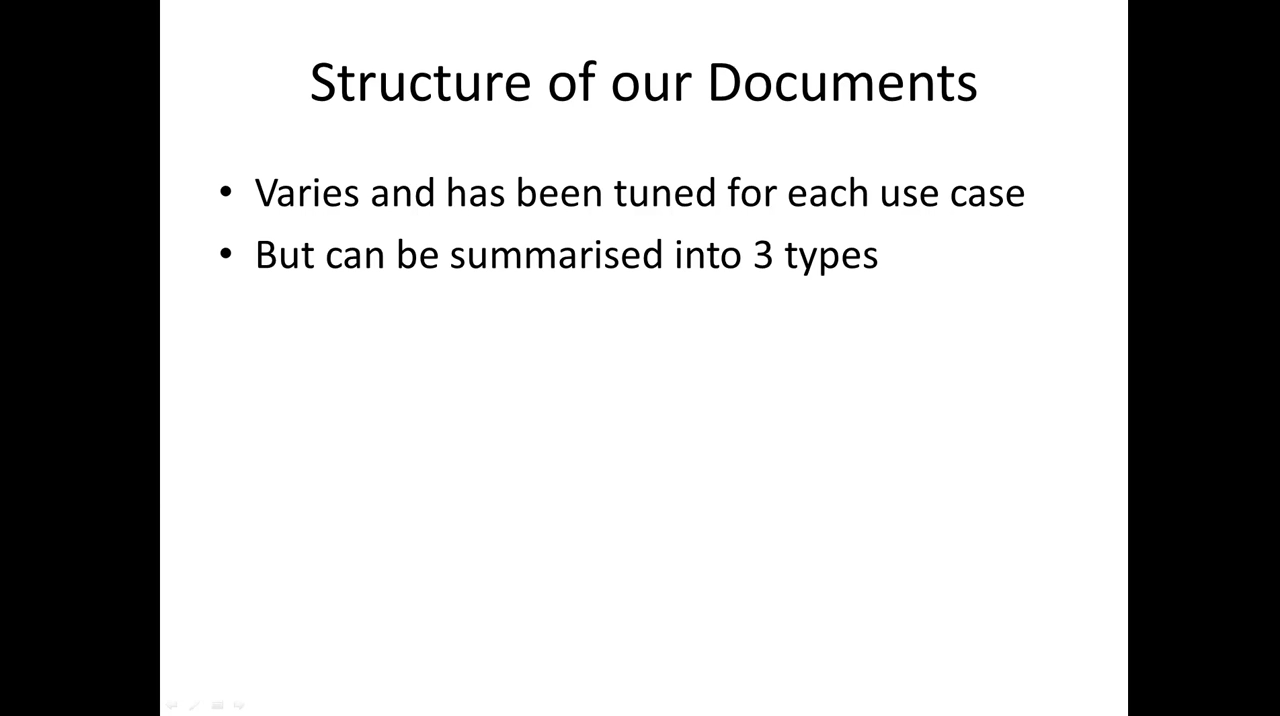 Structure of our Documents
• Varies and has been tuned for each use case
• But can be summarised into 3 types